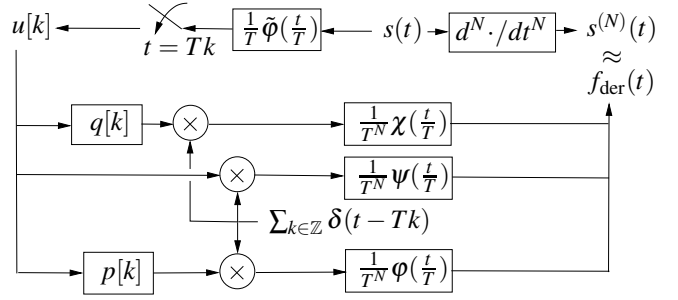 u[k] t = Tk 1/T φ̃(t/T) s(t) d^N·/dt^N s^(N)(t)
≈
f_der(t)
q[k] × 1/T^N χ(t/T)
× 1/T^N ψ(t/T)
∑_{k∈ℤ} δ(t − Tk)
p[k] × 1/T^N φ(t/T)